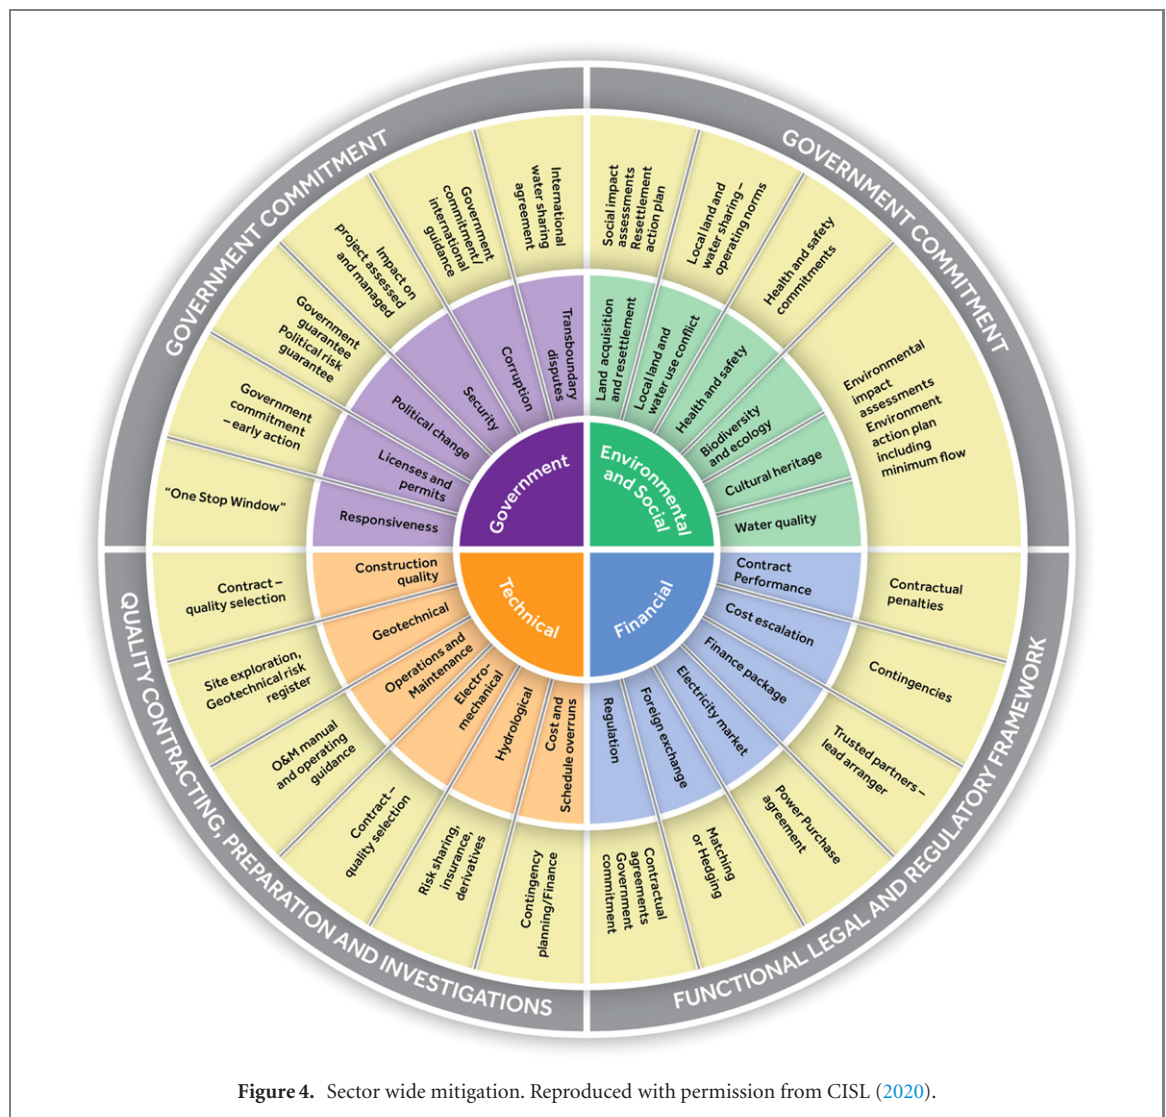 GOVERNMENT COMMITMENT
GOVERNMENT COMMITMENT
FUNCTIONAL LEGAL AND REGULATORY FRAMEWORK
QUALITY CONTRACTING, PREPARATION AND INVESTIGATIONS
International
water sharing
agreement
Government
commitment/
international
guidance
Impact on
project assessed
and managed
Government
guarantee
Political risk
guarantee
Government
commitment
– early action
“One Stop Window”
Social impact
assessments
Resettlement
action plan
Local land and
water sharing –
operating norms
Health and safety
commitments
Environmental
impact
assessments
Environment
action plan
including
minimum flow
Transboundary
disputes
Corruption
Security
Political change
Licenses and
permits
Responsiveness
Land acquisition
and resettlement
Local land and
water use conflict
Health and safety
Biodiversity
and ecology
Cultural heritage
Water quality
Government
Environmental
and Social
Technical
Financial
Construction
quality
Geotechnical
Operations and
Maintenance
Electro-
mechanical
Hydrological
Cost and
Schedule overruns
Contract
Performance
Cost escalation
Finance package
Electricity market
Foreign exchange
Regulation
Contract –
quality selection
Site exploration,
Geotechnical risk
register
O&M manual
and operating
guidance
Contract –
quality selection
Risk sharing,
insurance,
derivatives
Contingency
planning/Finance
Contractual
penalties
Contingencies
Trusted partners –
lead arranger
Power Purchase
agreement
Matching
or Hedging
Contractual
agreements
Government
commitment
Figure 4. Sector wide mitigation. Reproduced with permission from CISL (2020).